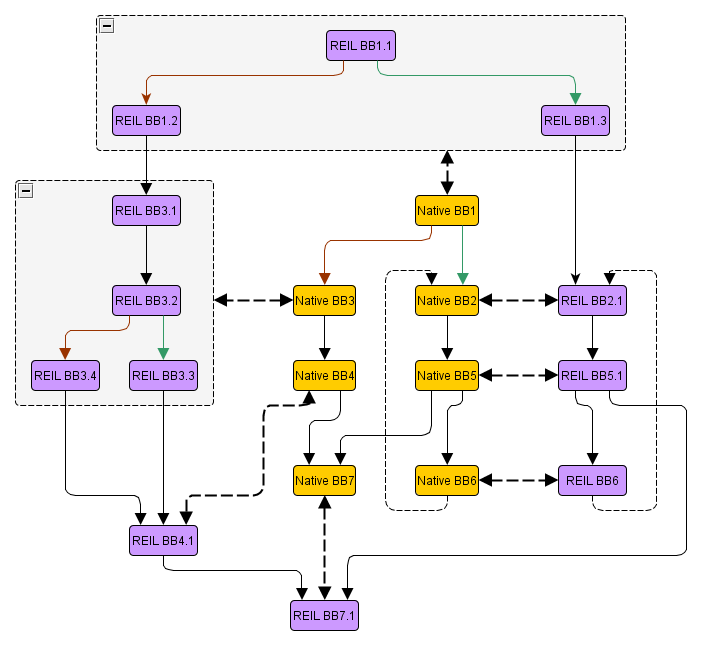 REIL BB1.1
REIL BB1.2
REIL BB1.3
REIL BB3.1
Native BB1
REIL BB3.2
Native BB3
Native BB2
REIL BB2.1
REIL BB3.4
REIL BB3.3
Native BB4
Native BB5
REIL BB5.1
Native BB7
Native BB6
REIL BB6
REIL BB4.1
REIL BB7.1